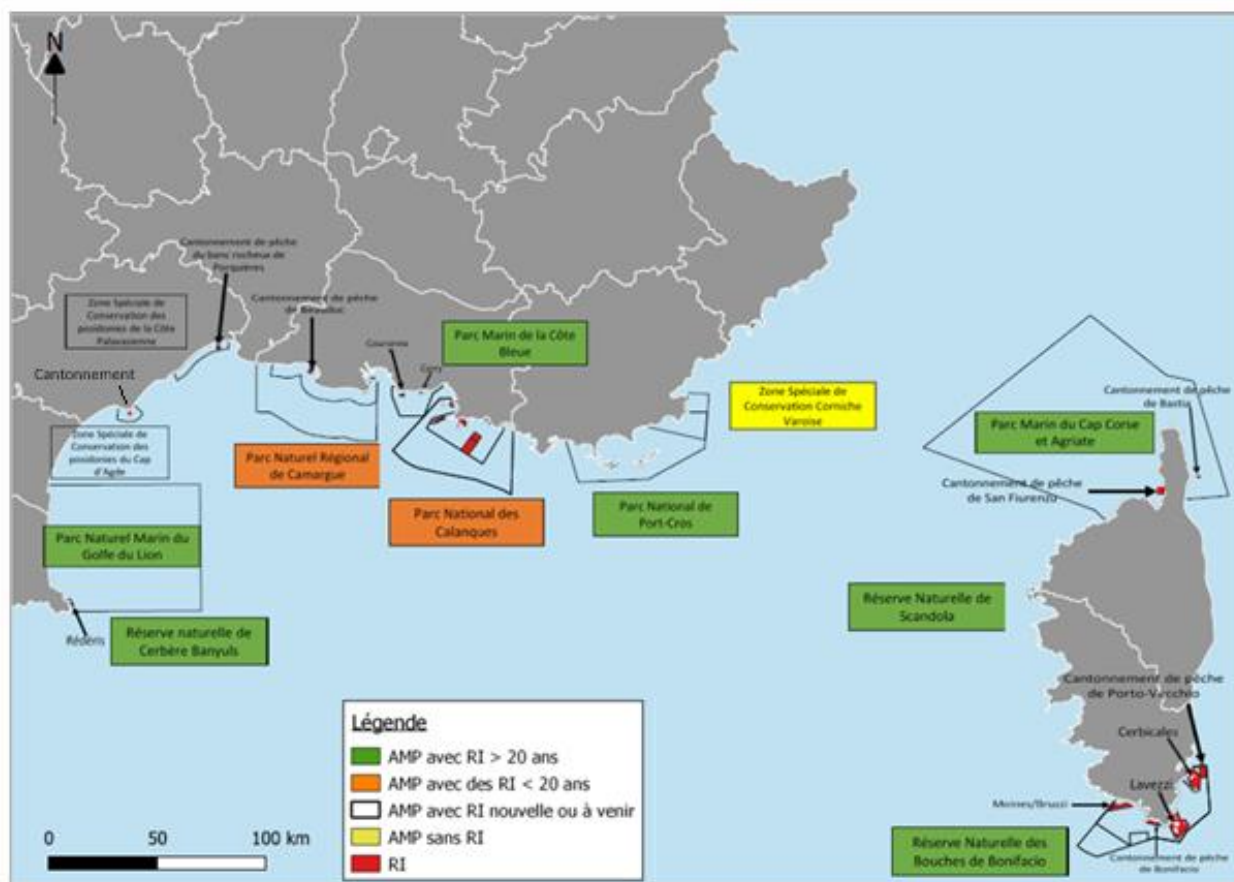 N
Cantonnement de pêche
du banc rocheux de
Porquières
Zone Spéciale de
Conservation des
posidonies de la Côte
Palavasienne
Cantonnement de pêche
de Beauduc
Couronne
Carry
Parc Marin de la Côte
Bleue
Cantonnement
Zone Spéciale de
Conservation des
posidonies du Cap
d'Agde
Parc Naturel Régional
de Camargue
Parc National des
Calanques
Parc National de
Port-Cros
Zone Spéciale de
Conservation Corniche
Varoise
Cantonnement de pêche
de Bastia
Parc Marin du Cap Corse
et Agriate
Cantonnement de pêche
de San Fiurenzu
Parc Naturel Marin du
Golfe du Lion
Rédéris
Réserve naturelle de
Cerbère Banyuls
Réserve Naturelle de
Scandola
Cantonnement de pêche
de Porto-Vecchio
Cerbicales
Lavezzi
Moines/Bruzzi
Réserve Naturelle des
Bouches de Bonifacio
Cantonnement de pêche
de Bonifacio
Légende
AMP avec RI > 20 ans
AMP avec des RI < 20 ans
AMP avec RI nouvelle ou à venir
AMP sans RI
RI
0 50 100 km